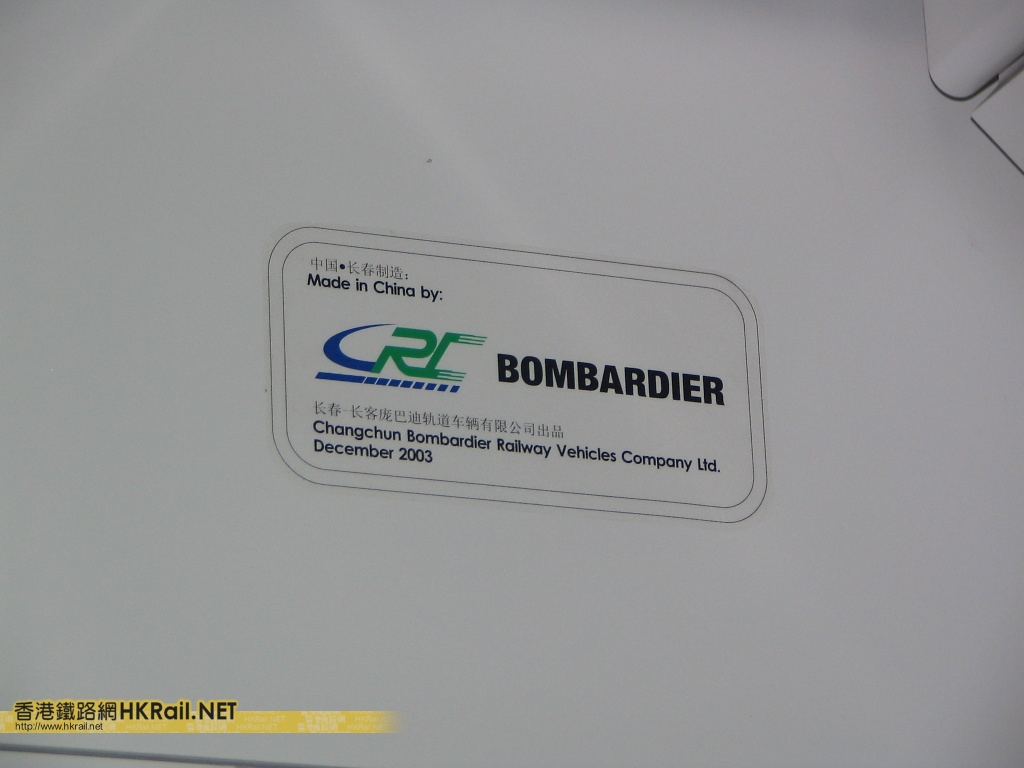 中国•长春制造:
Made in China by:
CRC BOMBARDIER
长春-长客庞巴迪轨道车辆有限公司出品
Changchun Bombardier Railway Vehicles Company Ltd.
December 2003
香港鐵路網HKRail.NET
http://www.hkrail.net